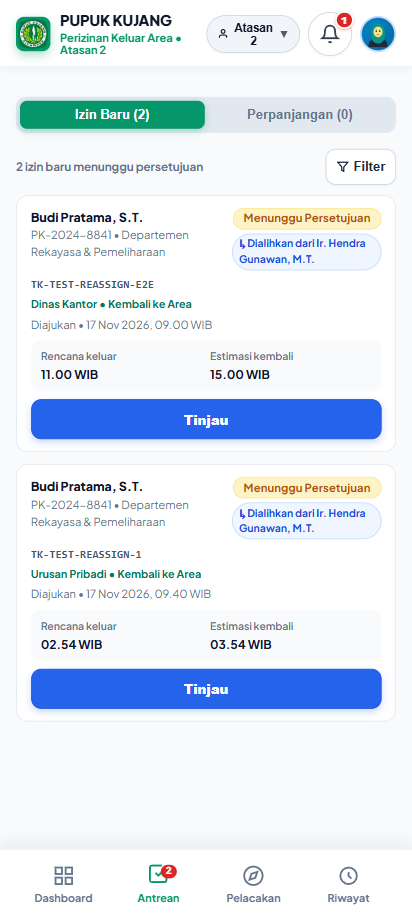 PUPUK KUJANG
Perizinan Keluar Area •
Atasan 2
Atasan
2
▼
1
Izin Baru (2)
Perpanjangan (0)
2 izin baru menunggu persetujuan
Filter
Budi Pratama, S.T.
Menunggu Persetujuan
PK-2024-8841 • Departemen
Rekayasa & Pemeliharaan
↳ Dialihkan dari Ir. Hendra
Gunawan, M.T.
TK-TEST-REASSIGN-E2E
Dinas Kantor • Kembali ke Area
Diajukan • 17 Nov 2026, 09.00 WIB
Rencana keluar
Estimasi kembali
11.00 WIB
15.00 WIB
Tinjau
Budi Pratama, S.T.
Menunggu Persetujuan
PK-2024-8841 • Departemen
Rekayasa & Pemeliharaan
↳ Dialihkan dari Ir. Hendra
Gunawan, M.T.
TK-TEST-REASSIGN-1
Urusan Pribadi • Kembali ke Area
Diajukan • 17 Nov 2026, 09.40 WIB
Rencana keluar
Estimasi kembali
02.54 WIB
03.54 WIB
Tinjau
2
Dashboard
Antrean
Pelacakan
Riwayat